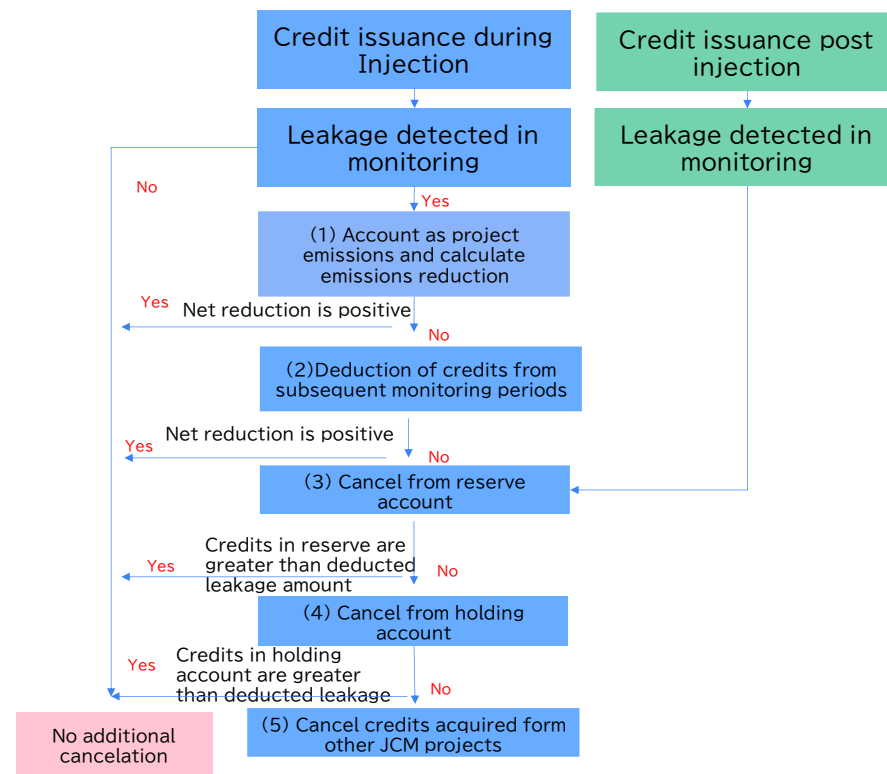 Credit issuance during
Injection
Credit issuance post
injection
Leakage detected in
monitoring
Leakage detected in
monitoring
No
Yes
(1) Account as project
emissions and calculate
emissions reduction
Yes
Net reduction is positive
No
(2)Deduction of credits from
subsequent monitoring periods
Net reduction is positive
Yes
No
(3) Cancel from reserve
account
Credits in reserve are
greater than deducted
leakage amount
Yes
No
(4) Cancel from holding
account
Yes
Credits in holding
account are greater
than deducted leakage
No
(5) Cancel credits acquired form
other JCM projects
No additional
cancelation